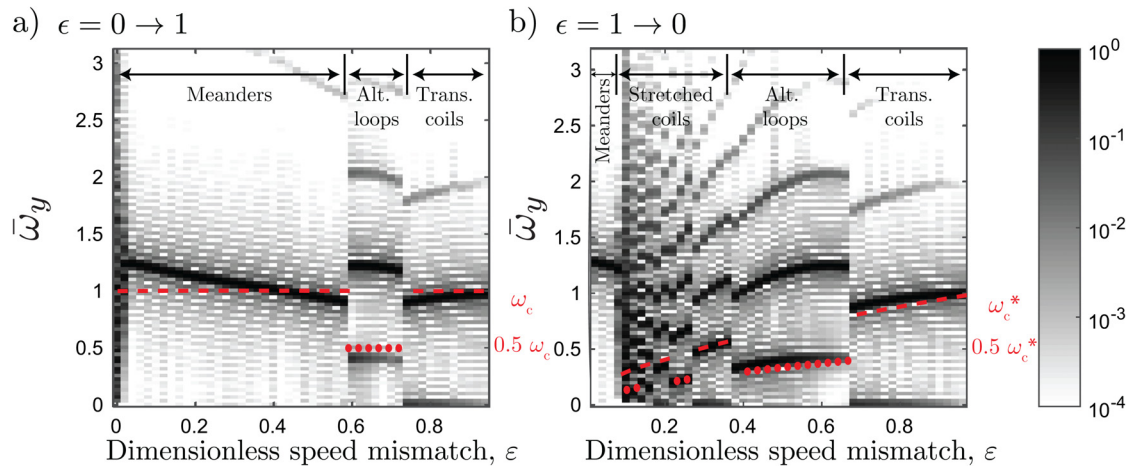 a) ϵ = 0 → 1
b) ϵ = 1 → 0
3
2.5
2
1.5
1
0.5
0
ω̄y
Meanders
Alt.
loops
Trans.
coils
ωc
0.5 ωc
0 0.2 0.4 0.6 0.8
Dimensionless speed mismatch, ε
3
2.5
2
1.5
1
0.5
0
ω̄y
Meanders
Stretched
coils
Alt.
loops
Trans.
coils
ωc*
0.5 ωc*
0 0.2 0.4 0.6 0.8
Dimensionless speed mismatch, ε
10^0
10^-1
10^-2
10^-3
10^-4